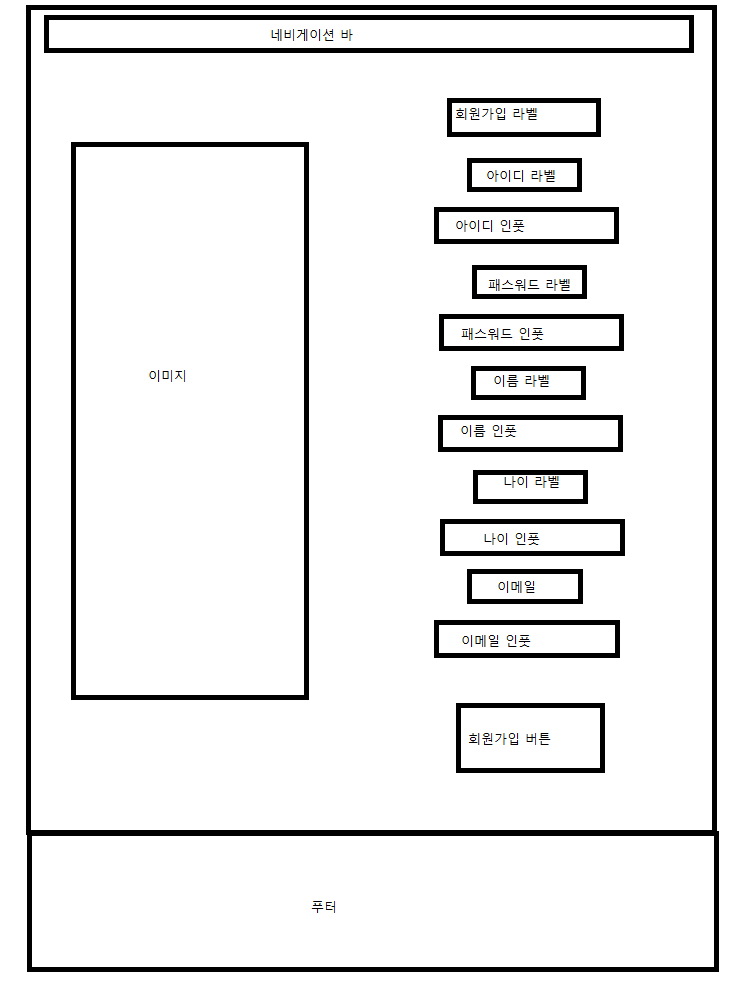 네비게이션 바
회원가입 라벨
아이디 라벨
아이디 인풋
패스워드 라벨
패스워드 인풋
이미지
이름 라벨
이름 인풋
나이 라벨
나이 인풋
이메일
이메일 인풋
회원가입 버튼
푸터